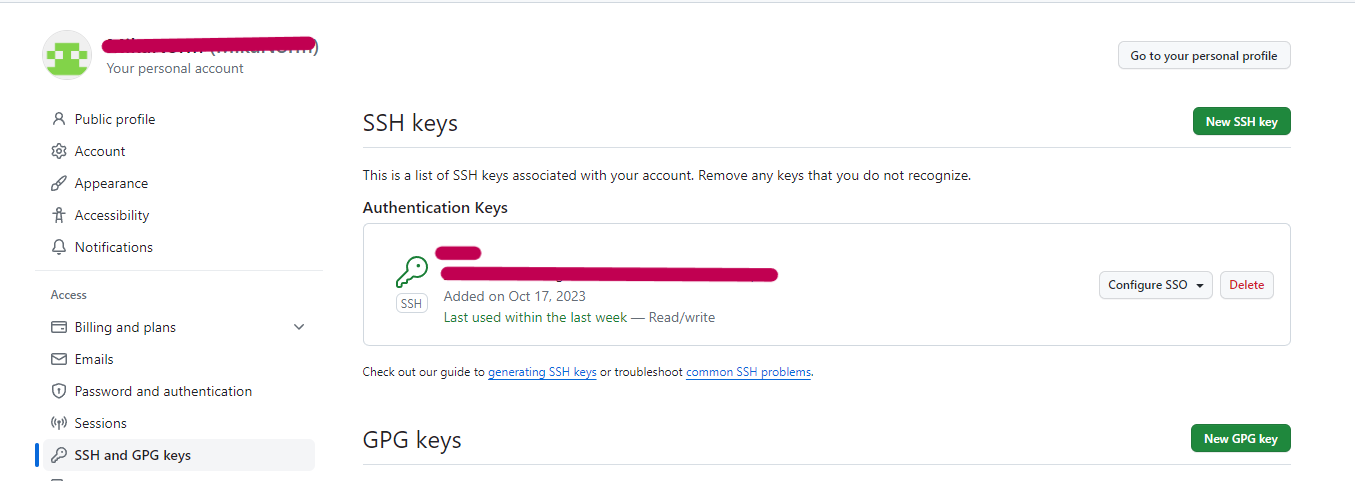 Your personal account
Go to your personal profile
Public profile
Account
Appearance
Accessibility
Notifications
Access
Billing and plans
Emails
Password and authentication
Sessions
SSH and GPG keys
SSH keys
New SSH key
This is a list of SSH keys associated with your account. Remove any keys that you do not recognize.
Authentication Keys
SSH
Added on Oct 17, 2023
Last used within the last week — Read/write
Configure SSO
Delete
Check out our guide to generating SSH keys or troubleshoot common SSH problems.
GPG keys
New GPG key